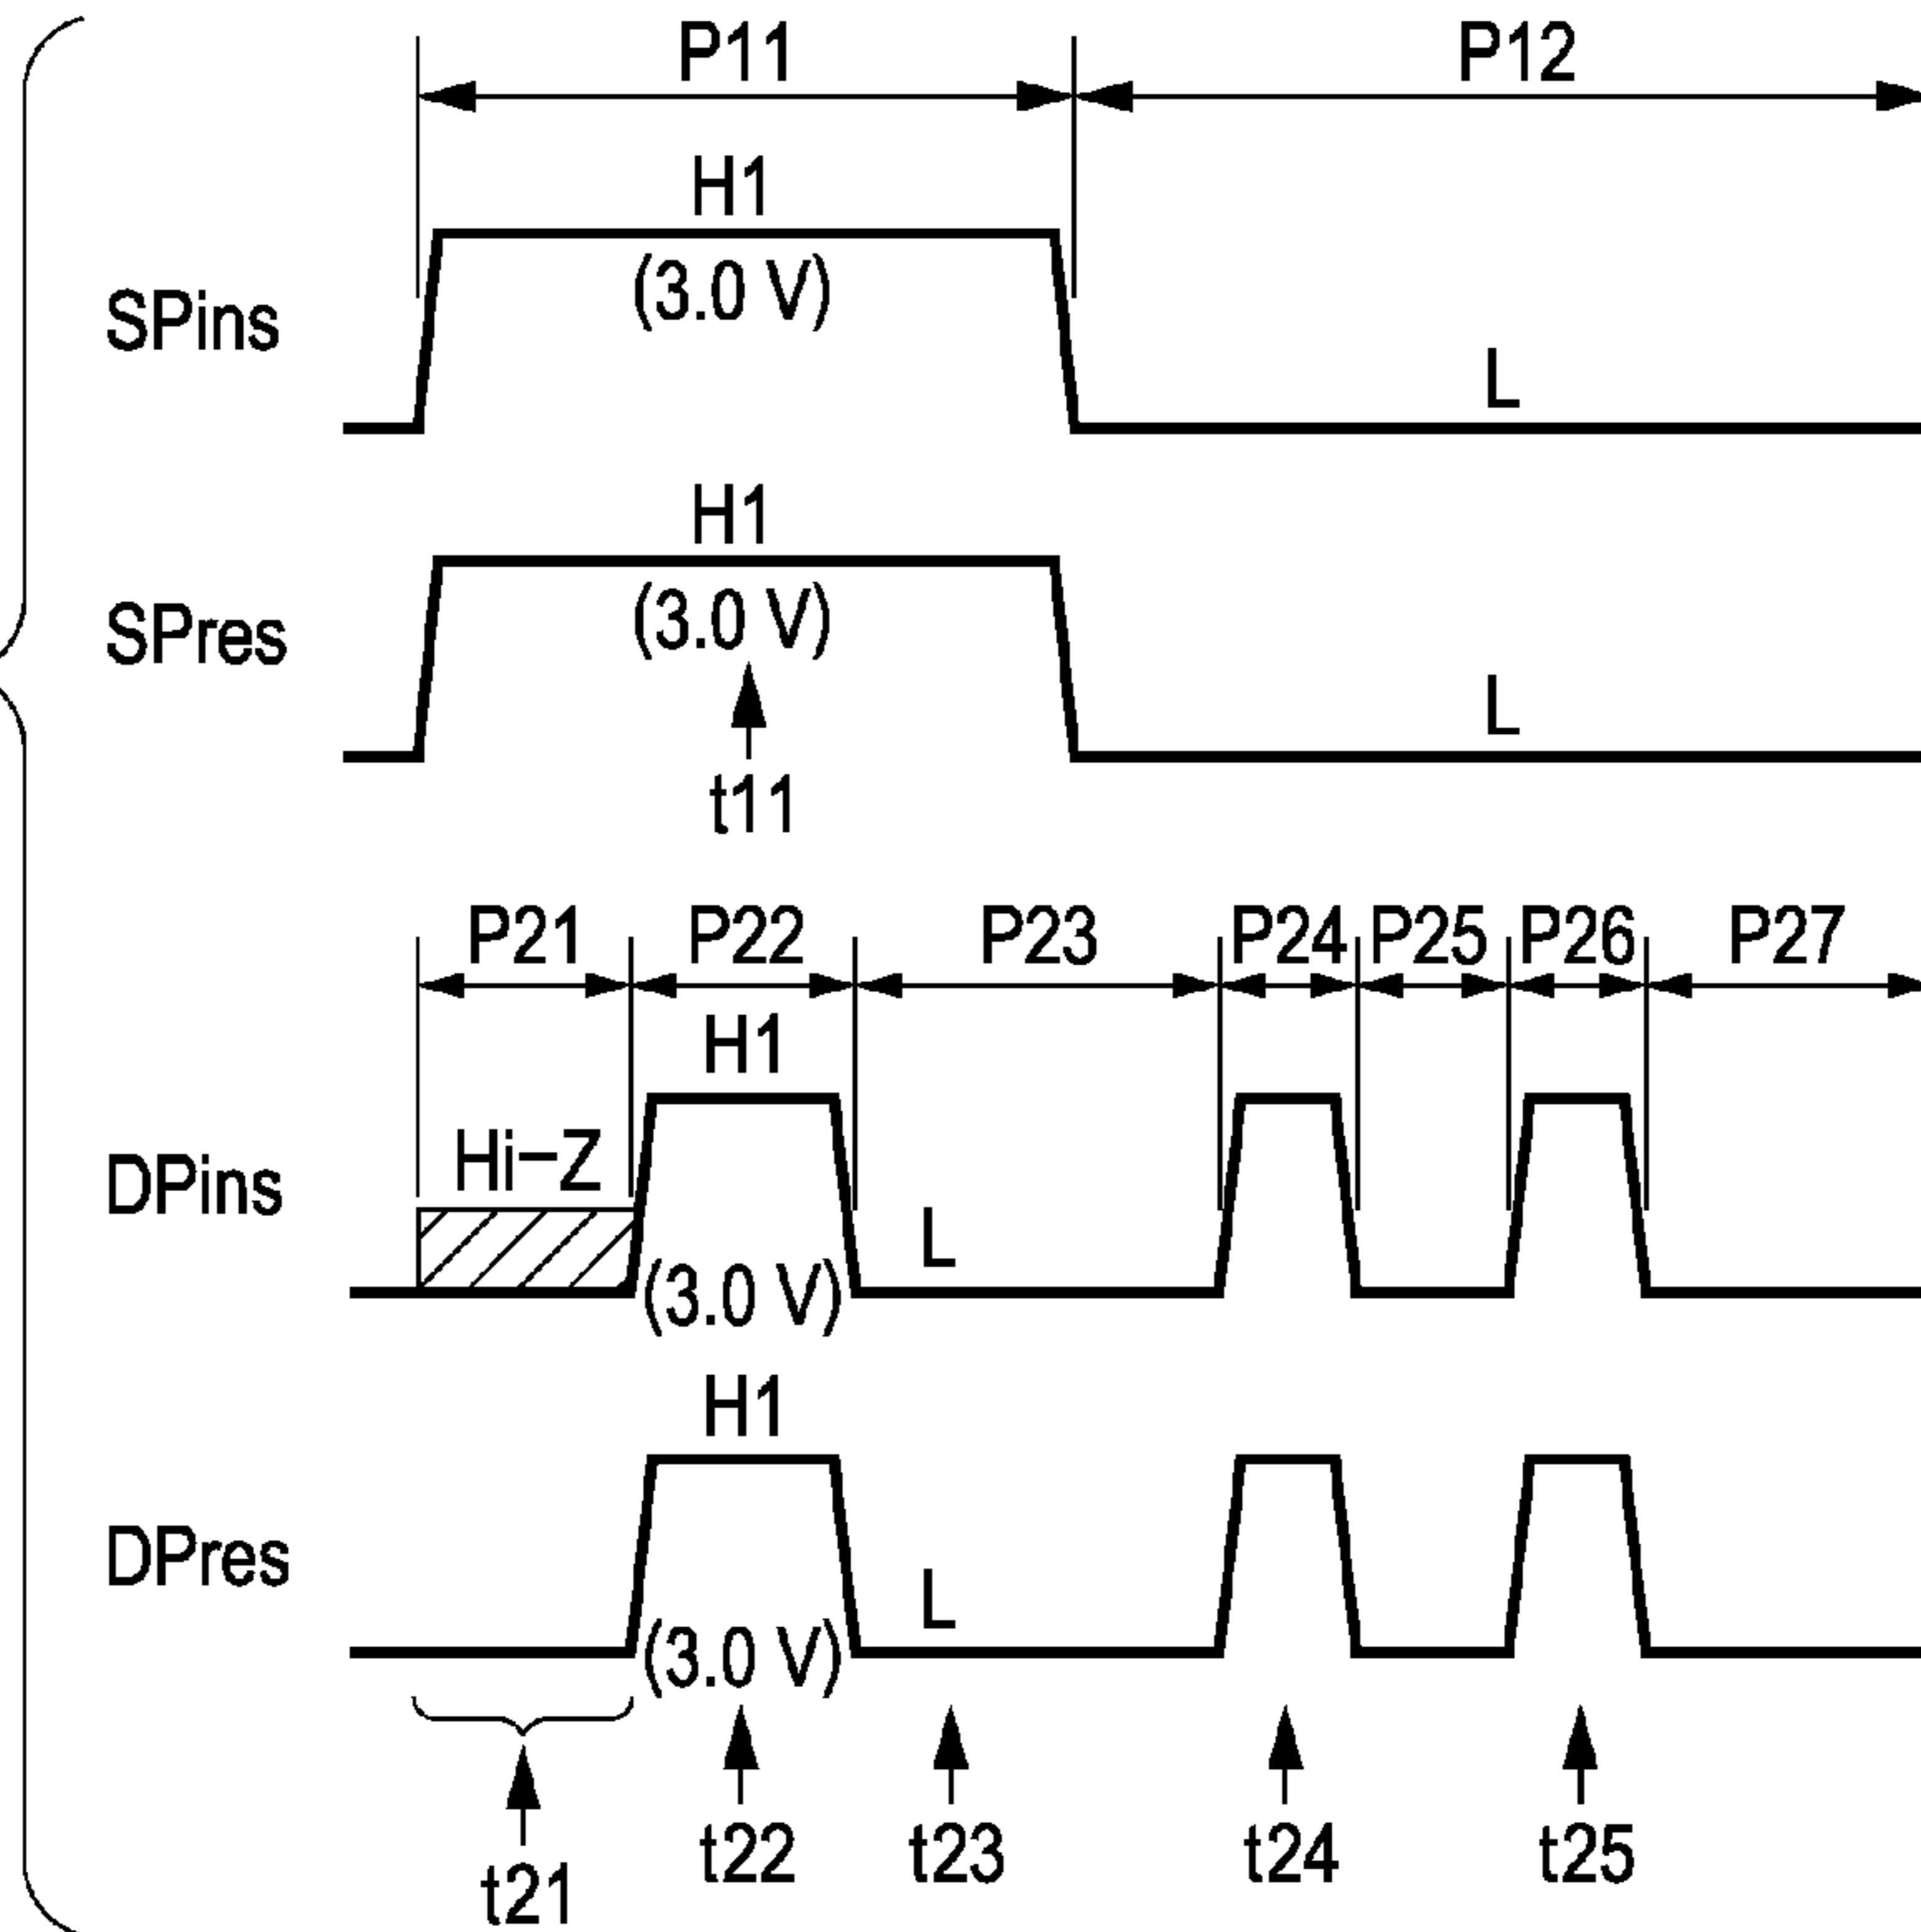 P11 P12
H1
(3.0 V)
SPins
L
H1
(3.0 V)
SPres
L
t11
P21 P22 P23 P24 P25 P26 P27
H1
Hi-Z
DPins
L
(3.0 V)
H1
DPres
L
(3.0 V)
t22 t23 t24 t25
t21